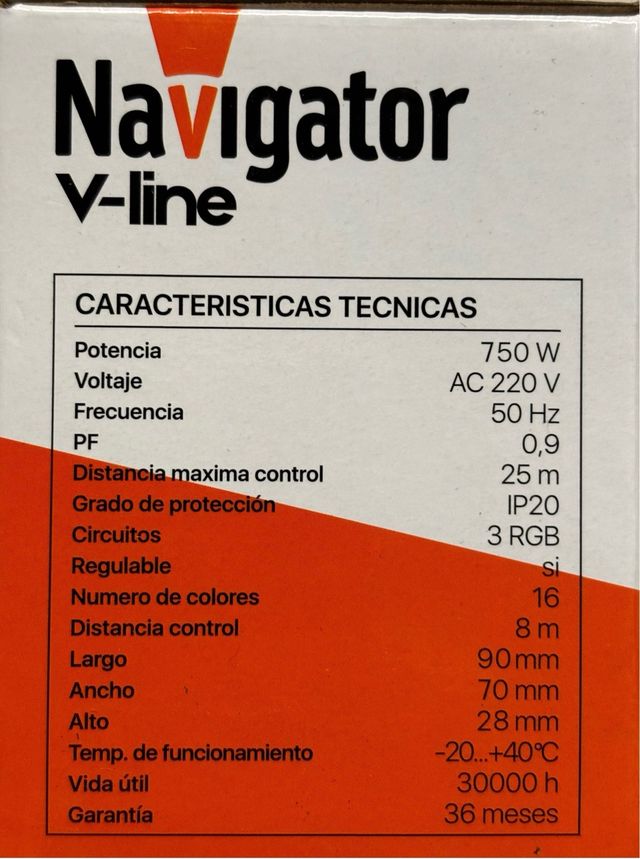 Navigator
V-line
CARACTERISTICAS TECNICAS
Potencia 750 W
Voltaje AC 220 V
Frecuencia 50 Hz
PF 0,9
Distancia maxima control 25 m
Grado de protección IP20
Circuitos 3 RGB
Regulable si
Numero de colores 16
Distancia control 8 m
Largo 90 mm
Ancho 70 mm
Alto 28 mm
Temp. de funcionamiento -20...+40°C
Vida útil 30000 h
Garantía 36 meses